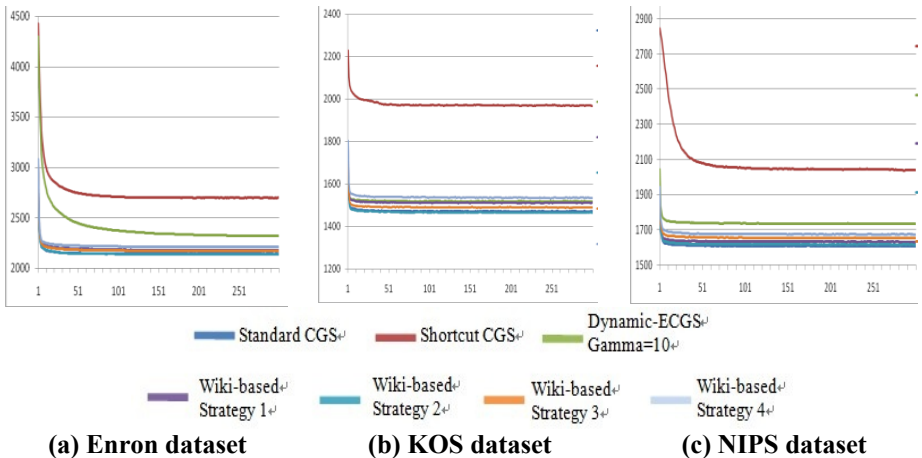 4500
4000
3500
3000
2500
2000
1 51 101 151 201 251
2400
2200
2000
1800
1600
1400
1200
1 51 101 151 201 251
2900
2700
2500
2300
2100
1900
1700
1500
1 51 101 151 201 251
Standard CGS
Shortcut CGS
Dynamic-ECGS
Gamma=10
Wiki-based
Strategy 1
Wiki-based
Strategy 2
Wiki-based
Strategy 3
Wiki-based
Strategy 4
(a) Enron dataset
(b) KOS dataset
(c) NIPS dataset